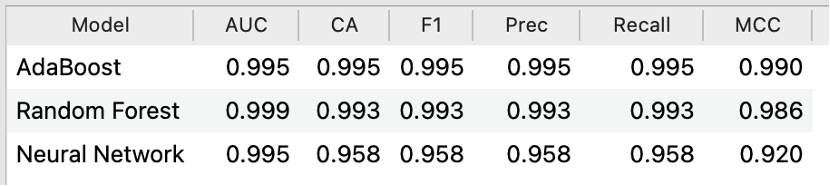 Model AUC CA F1 Prec Recall MCC
AdaBoost 0.995 0.995 0.995 0.995 0.995 0.990
Random Forest 0.999 0.993 0.993 0.993 0.993 0.986
Neural Network 0.995 0.958 0.958 0.958 0.958 0.920